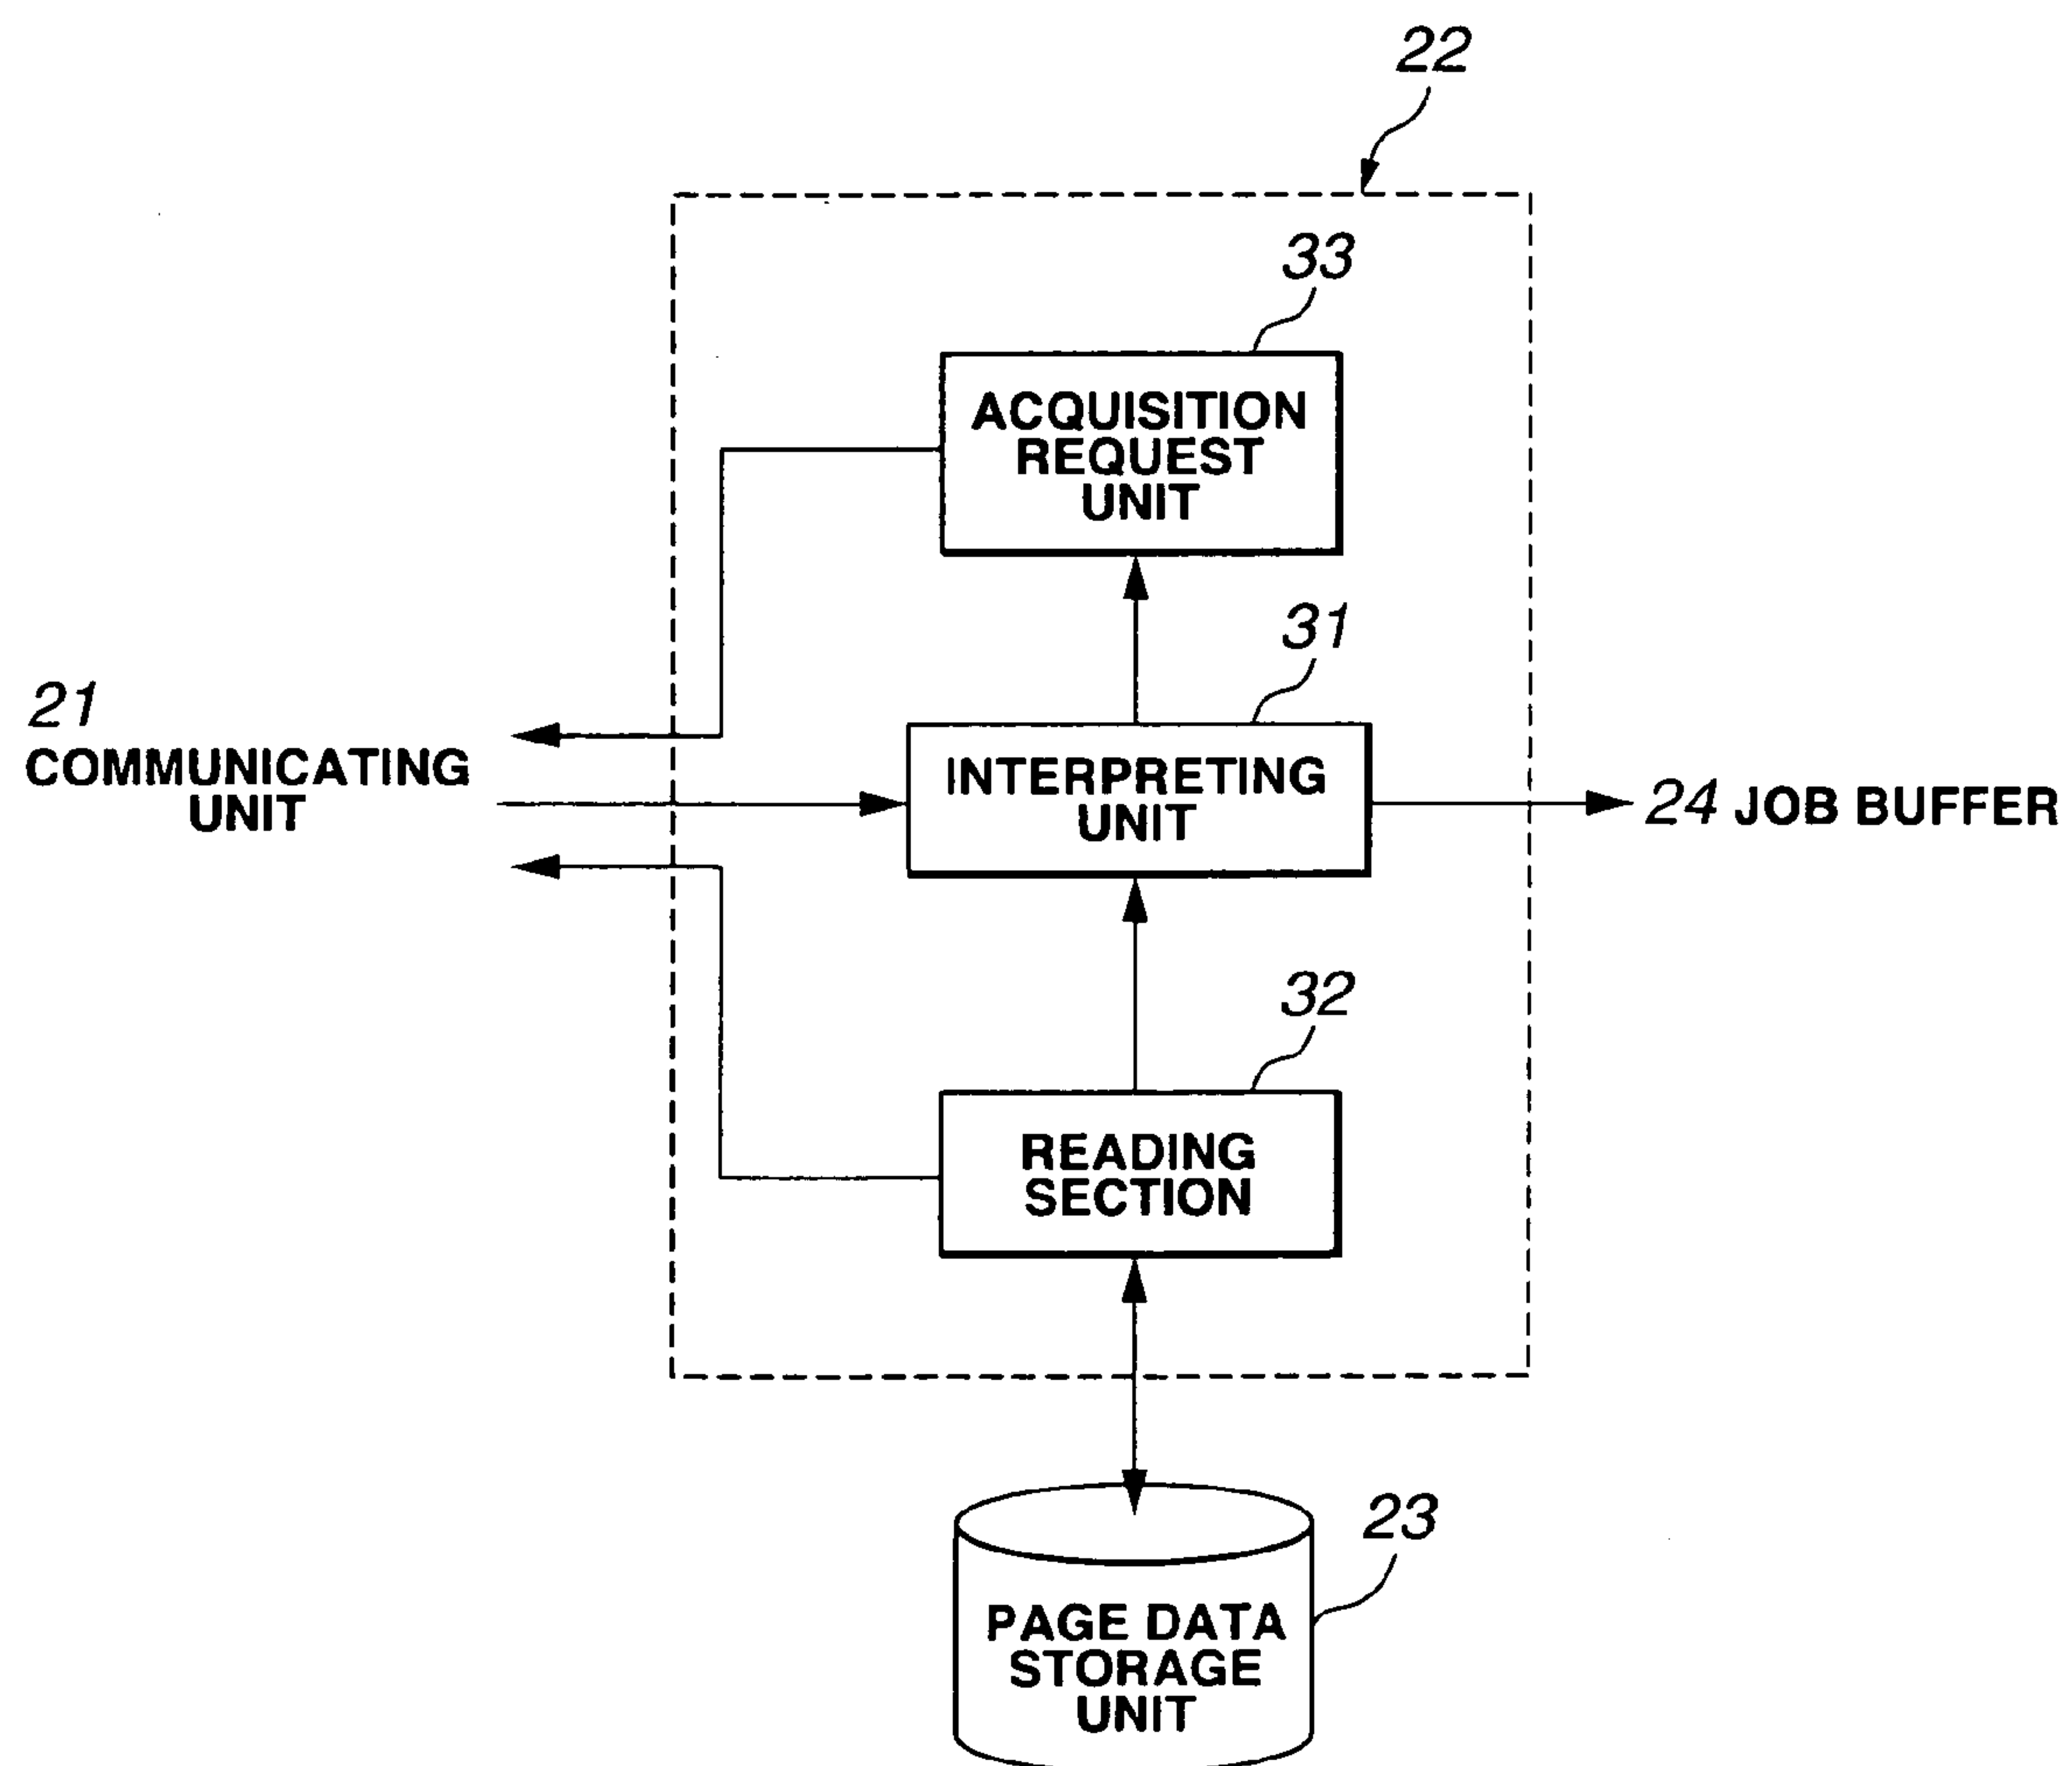 22
33
ACQUISITION
REQUEST
UNIT
31
21
COMMUNICATING
UNIT
INTERPRETING
UNIT
24 JOB BUFFER
32
READING
SECTION
23
PAGE DATA
STORAGE
UNIT